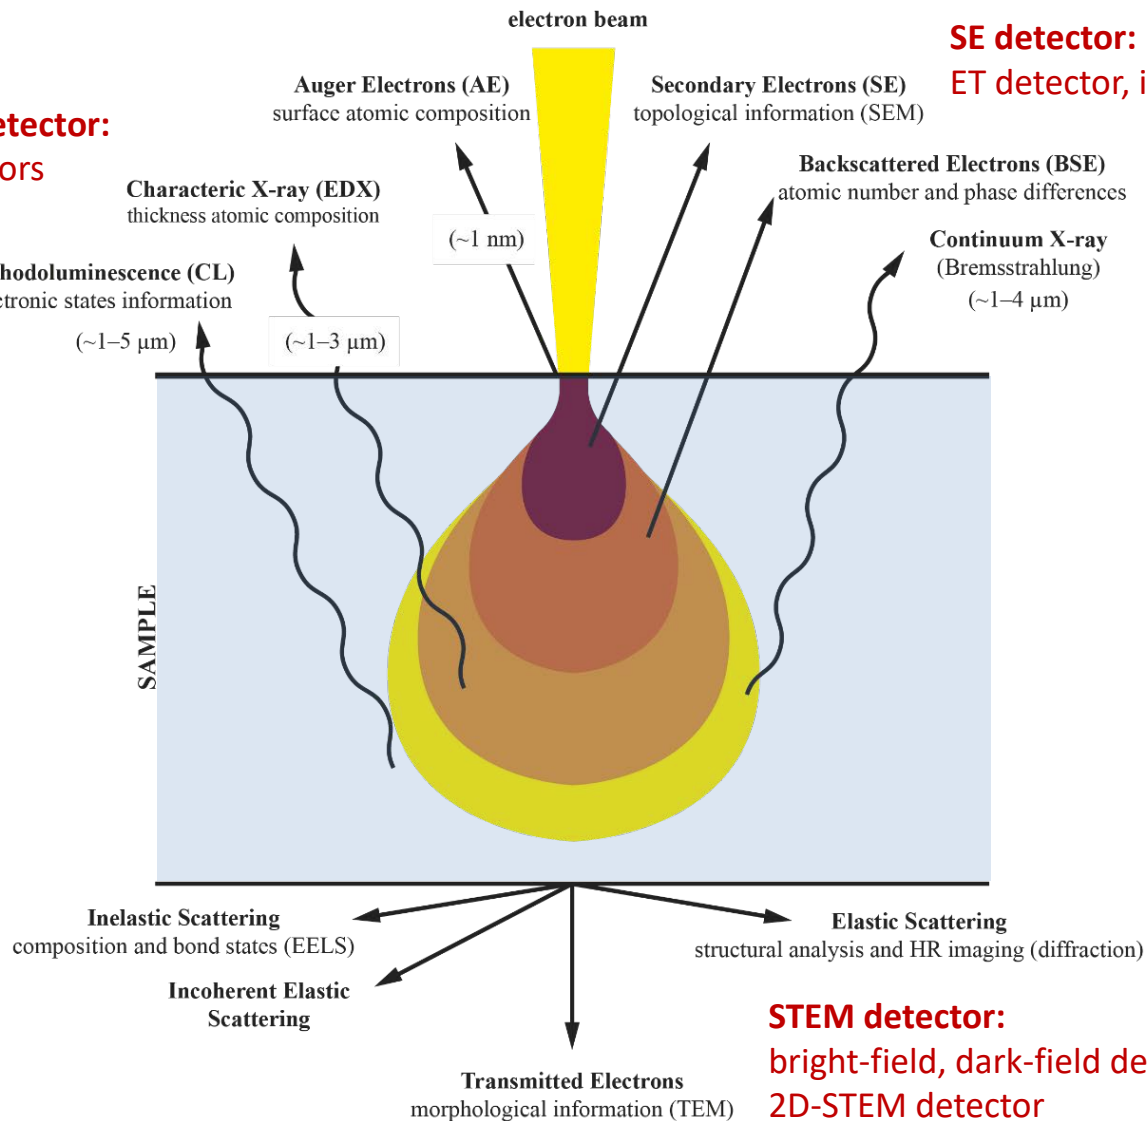 electron beam
SE detector:
ET detector, i
Auger Electrons (AE)
surface atomic composition
Secondary Electrons (SE)
topological information (SEM)
etector:
ors
Backscattered Electrons (BSE)
atomic number and phase differences
Characteric X-ray (EDX)
thickness atomic composition
(~1 nm)
Continuum X-ray
(Bremsstrahlung)
(~1–4 µm)
hodoluminescence (CL)
ctronic states information
(~1–5 µm)
(~1–3 µm)
SAMPLE
Inelastic Scattering
composition and bond states (EELS)
Elastic Scattering
structural analysis and HR imaging (diffraction)
Incoherent Elastic
Scattering
STEM detector:
bright-field, dark-field de
2D-STEM detector
Transmitted Electrons
morphological information (TEM)